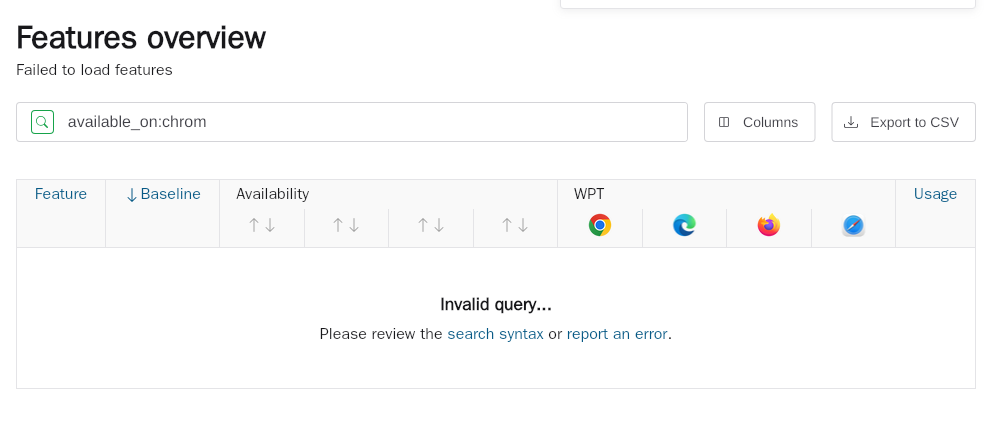 Features overview
Failed to load features
available_on:chrom
Columns
Export to CSV
Feature
↓ Baseline
Availability
WPT
Usage
↑ ↓ ↑ ↓ ↑ ↓ ↑ ↓
Invalid query...
Please review the search syntax or report an error.